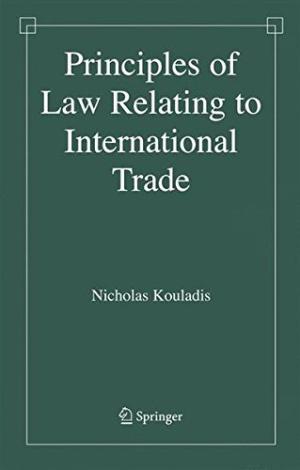 Principles of
Law Relating to
International
Trade
Nicholas Kouladis
Springer